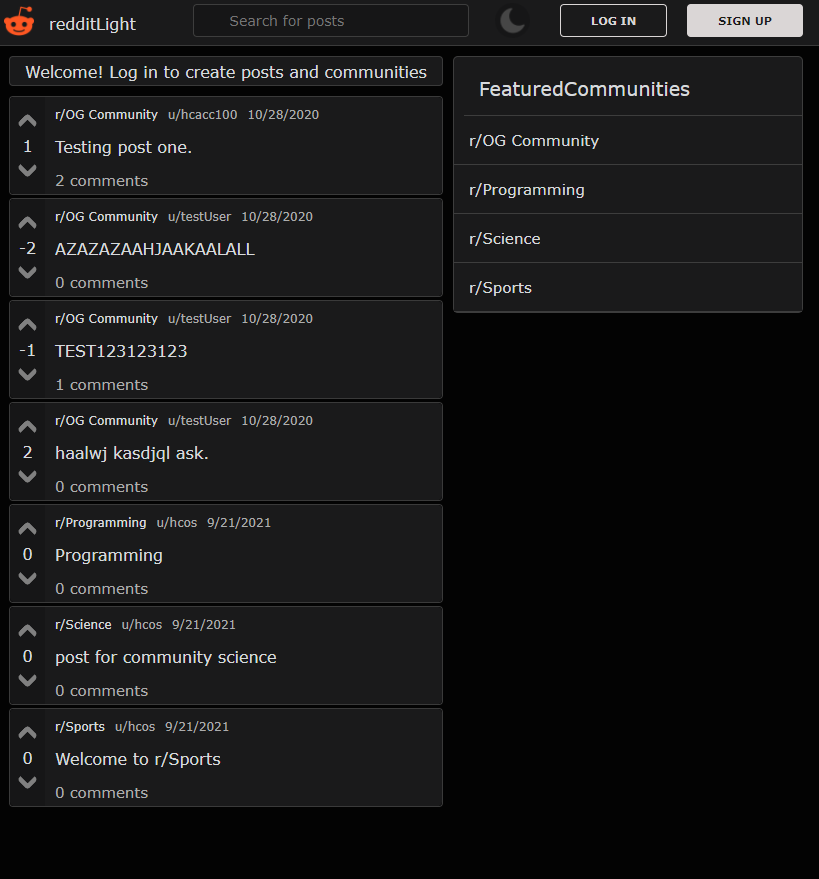 redditLight
Search for posts
LOG IN
SIGN UP
Welcome! Log in to create posts and communities
r/OG Community u/hcacc100 10/28/2020
1
Testing post one.
2 comments
r/OG Community u/testUser 10/28/2020
-2
AZAZAZAAHJAAKAALALL
0 comments
r/OG Community u/testUser 10/28/2020
-1
TEST123123123
1 comments
r/OG Community u/testUser 10/28/2020
2
haalwj kasdjql ask.
0 comments
r/Programming u/hcos 9/21/2021
0
Programming
0 comments
r/Science u/hcos 9/21/2021
0
post for community science
0 comments
r/Sports u/hcos 9/21/2021
0
Welcome to r/Sports
0 comments
FeaturedCommunities
r/OG Community
r/Programming
r/Science
r/Sports